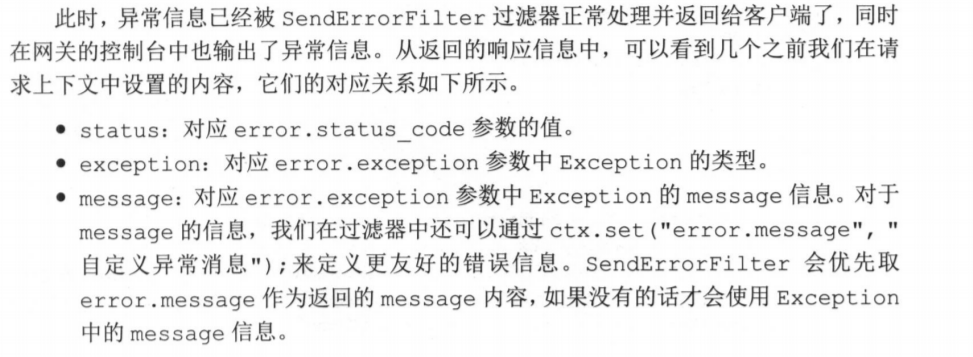 此时，异常信息已经被 SendErrorFilter 过滤器正常处理并返回给客户端了，同时
在网关的控制台中也输出了异常信息。从返回的响应信息中，可以看到几个之前我们在请
求上下文中设置的内容，它们的对应关系如下所示。
● status：对应 error.status_code 参数的值。
● exception：对应 error.exception 参数中 Exception 的类型。
● message：对应 error.exception 参数中 Exception 的 message 信息。对于
message 的信息，我们在过滤器中还可以通过 ctx.set("error.message", "
自定义异常消息");来定义更友好的错误信息。SendErrorFilter 会优先取
error.message 作为返回的 message 内容，如果没有的话才会使用 Exception
中的 message 信息。